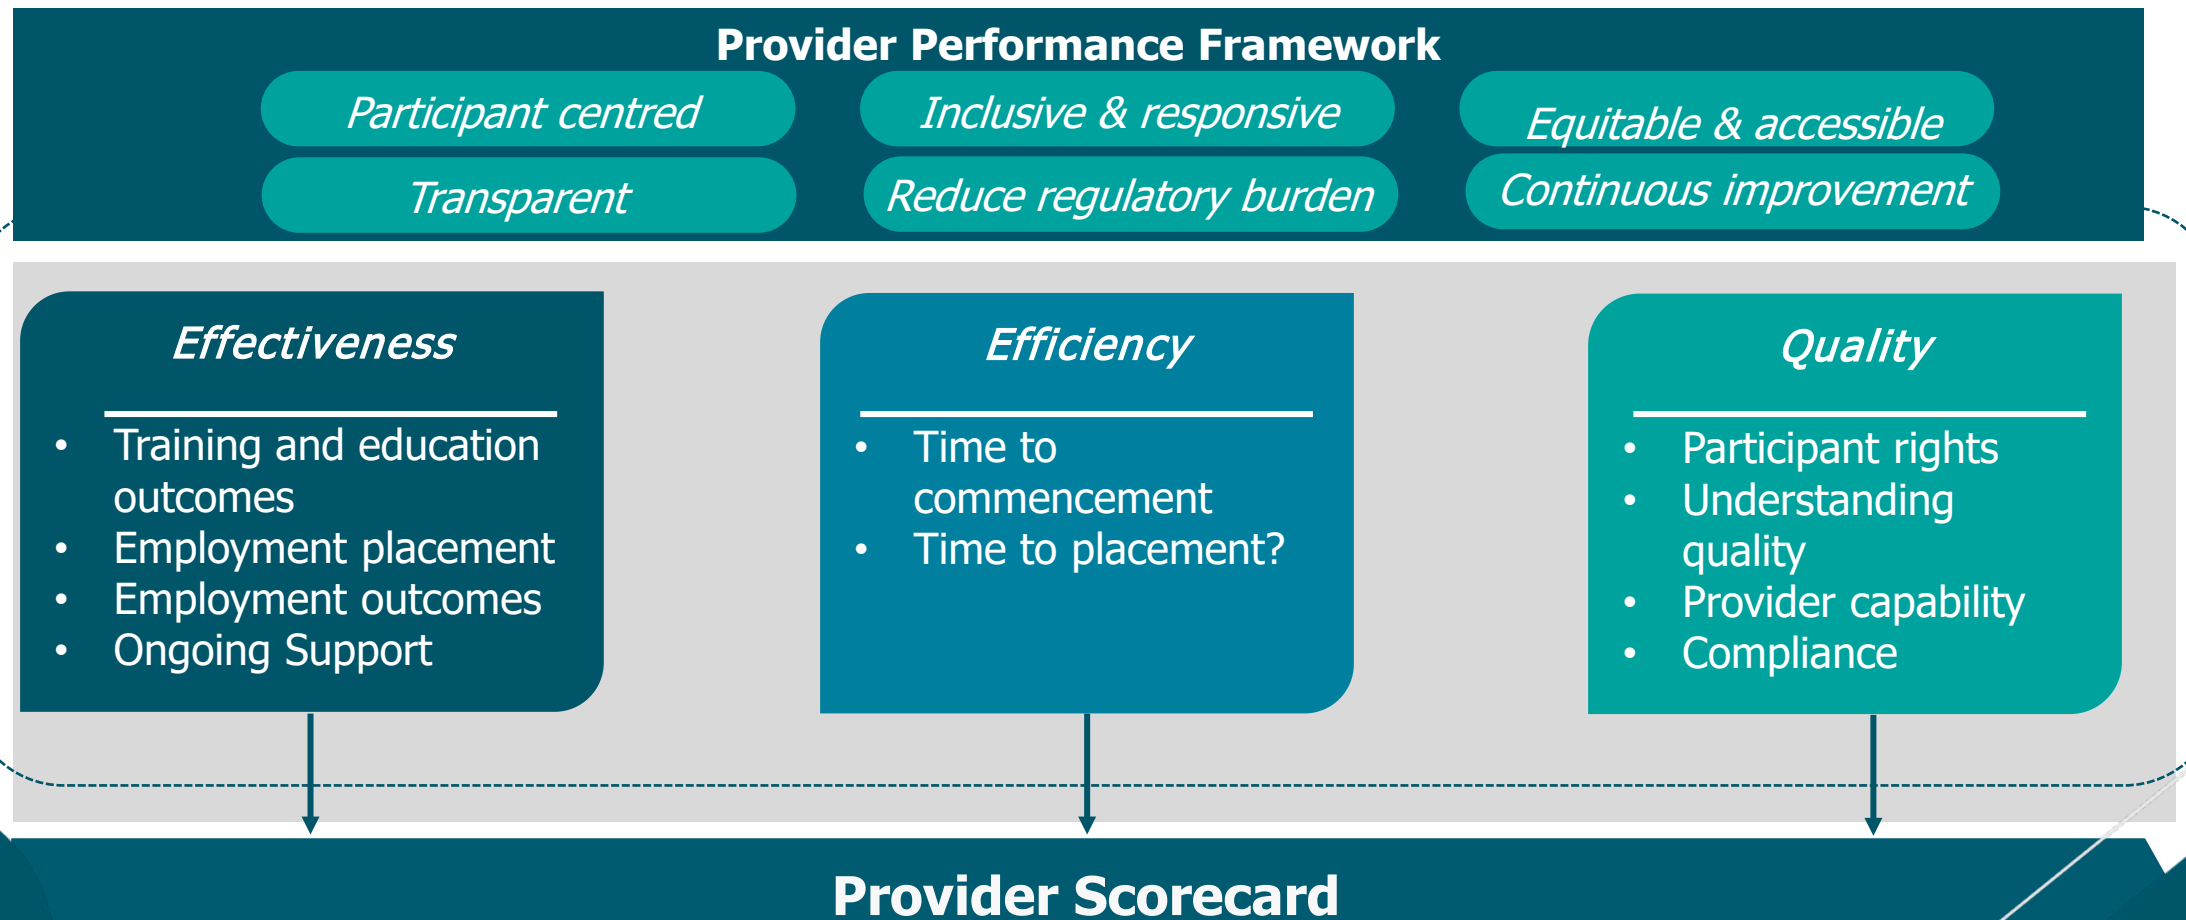 Provider Performance Framework
Participant centred
Inclusive & responsive
Equitable & accessible
Transparent
Reduce regulatory burden
Continuous improvement
Effectiveness
• Training and education
outcomes
• Employment placement
• Employment outcomes
• Ongoing Support
Efficiency
• Time to
commencement
• Time to placement?
Quality
• Participant rights
• Understanding
quality
• Provider capability
• Compliance
Provider Scorecard